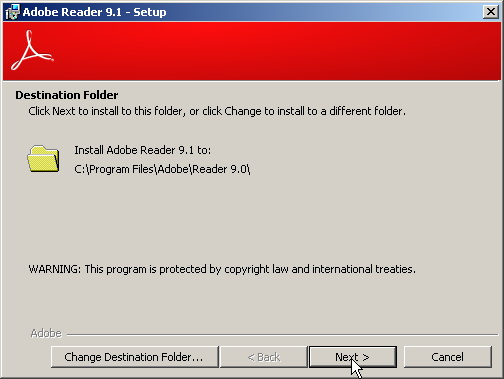 Adobe Reader 9.1 - Setup
Destination Folder
Click Next to install to this folder, or click Change to install to a different folder.
Install Adobe Reader 9.1 to:
C:\Program Files\Adobe\Reader 9.0\
WARNING: This program is protected by copyright law and international treaties.
Adobe
Change Destination Folder... < Back Next > Cancel